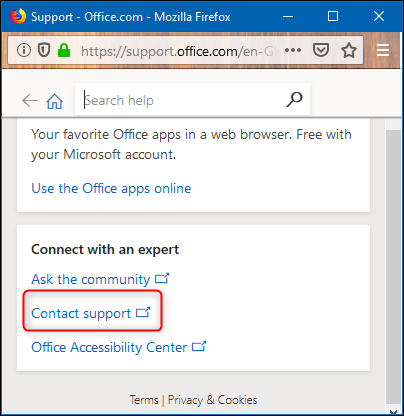 Support - Office.com - Mozilla Firefox
https://support.office.com/en-G
Search help
Your favorite Office apps in a web browser. Free with
your Microsoft account.
Use the Office apps online
Connect with an expert
Ask the community
Contact support
Office Accessibility Center
Terms | Privacy & Cookies